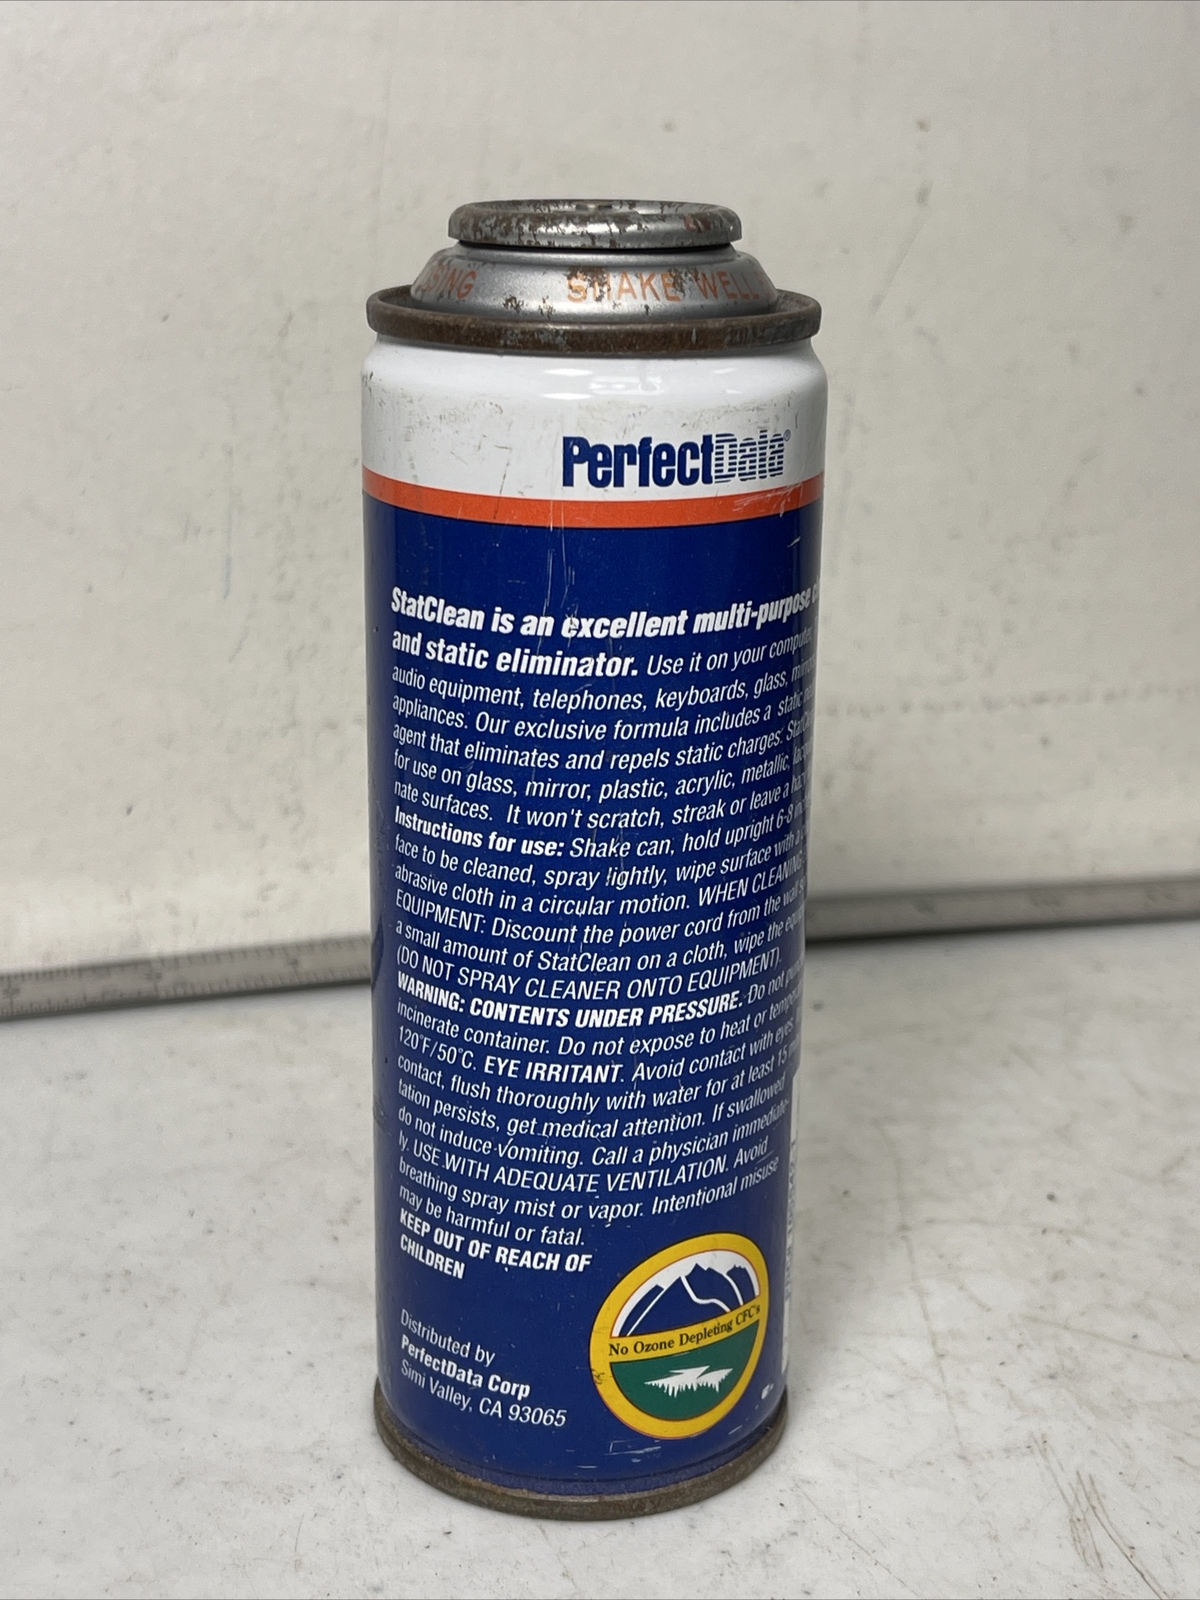 USING SHAKE WELL
PerfectData®
StatClean is an excellent multi-purpose
and static eliminator. Use it on your computer
audio equipment, telephones, keyboards, glass,
appliances. Our exclusive formula includes a static
agent that eliminates and repels static charges.
for use on glass, mirror, plastic, acrylic, metallic,
nate surfaces. It won't scratch, streak or leave a
Instructions for use: Shake can, hold upright 6-8
face to be cleaned, spray lightly, wipe surface with a
abrasive cloth in a circular motion. WHEN CLEANING
EQUIPMENT: Discount the power cord from the wall
a small amount of StatClean on a cloth, wipe the
(DO NOT SPRAY CLEANER ONTO EQUIPMENT).
WARNING: CONTENTS UNDER PRESSURE. Do not
incinerate container. Do not expose to heat or
120°F/50°C. EYE IRRITANT. Avoid contact with eyes
contact, flush thoroughly with water for at least 15
tation persists, get medical attention. If swallowed
do not induce vomiting. Call a physician immediate-
ly. USE WITH ADEQUATE VENTILATION. Avoid
breathing spray mist or vapor. Intentional misuse
may be harmful or fatal.
KEEP OUT OF REACH OF
CHILDREN
No Ozone Depleting CFC's
Distributed by
PerfectData Corp
Simi Valley, CA 93065